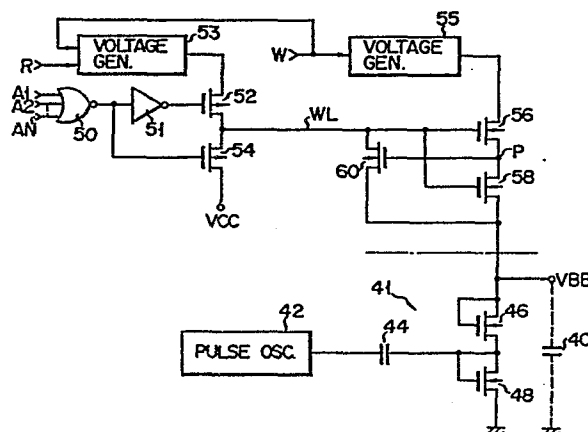 53
VOLTAGE
GEN.
R
W
55
VOLTAGE
GEN.
A1
A2
AN
50
51
52
54
VCC
WL
56
P
58
60
41
VBB
46
42
PULSE OSC.
44
48
40